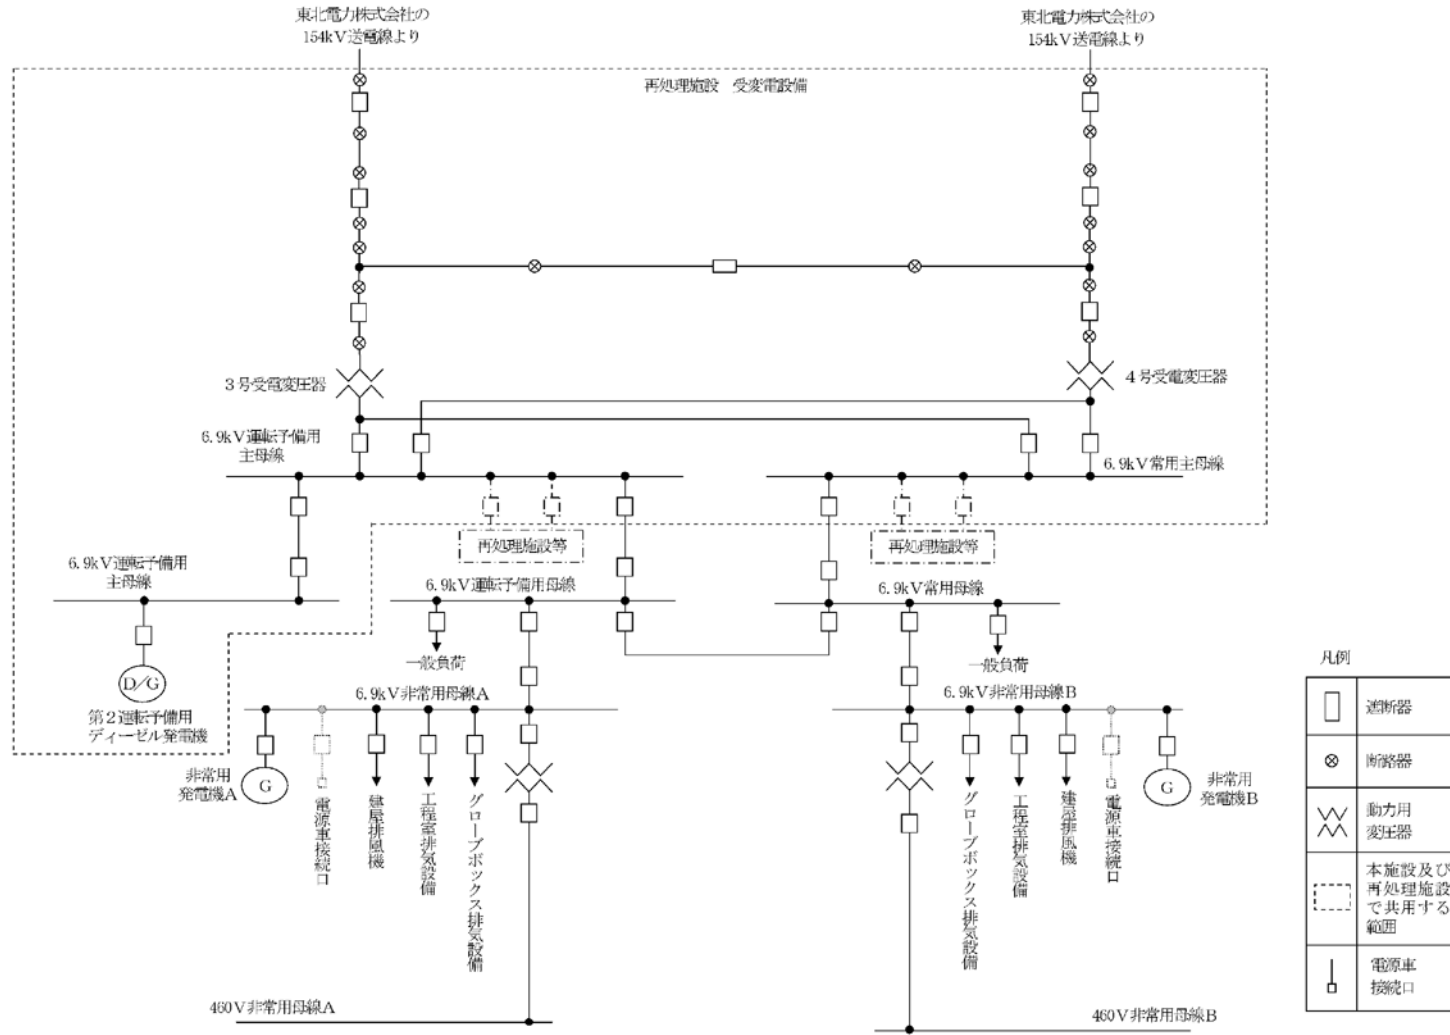 東北電力株式会社の
154kV送電線より
東北電力株式会社の
154kV送電線より
再処理施設 受変電設備
3号受電変圧器
4号受電変圧器
6.9kV運転予備用
主母線
6.9kV常用主母線
再処理施設等
再処理施設等
6.9kV運転予備用
主母線
6.9kV運転予備用母線
6.9kV常用母線
一般負荷
一般負荷
D/G
第2運転予備用
ディーゼル発電機
6.9kV非常用母線A
6.9kV非常用母線B
非常用
発電機A
G
電源車接続口
建屋排風機
工程室排気設備
グローブボックス排気設備
グローブボックス排気設備
工程室排気設備
建屋排風機
電源車接続口
G
非常用
発電機B
460V非常用母線A
460V非常用母線B
凡例
遮断器
断路器
動力用
変圧器
本施設及び
再処理施設
で共用する
範囲
電源車
接続口